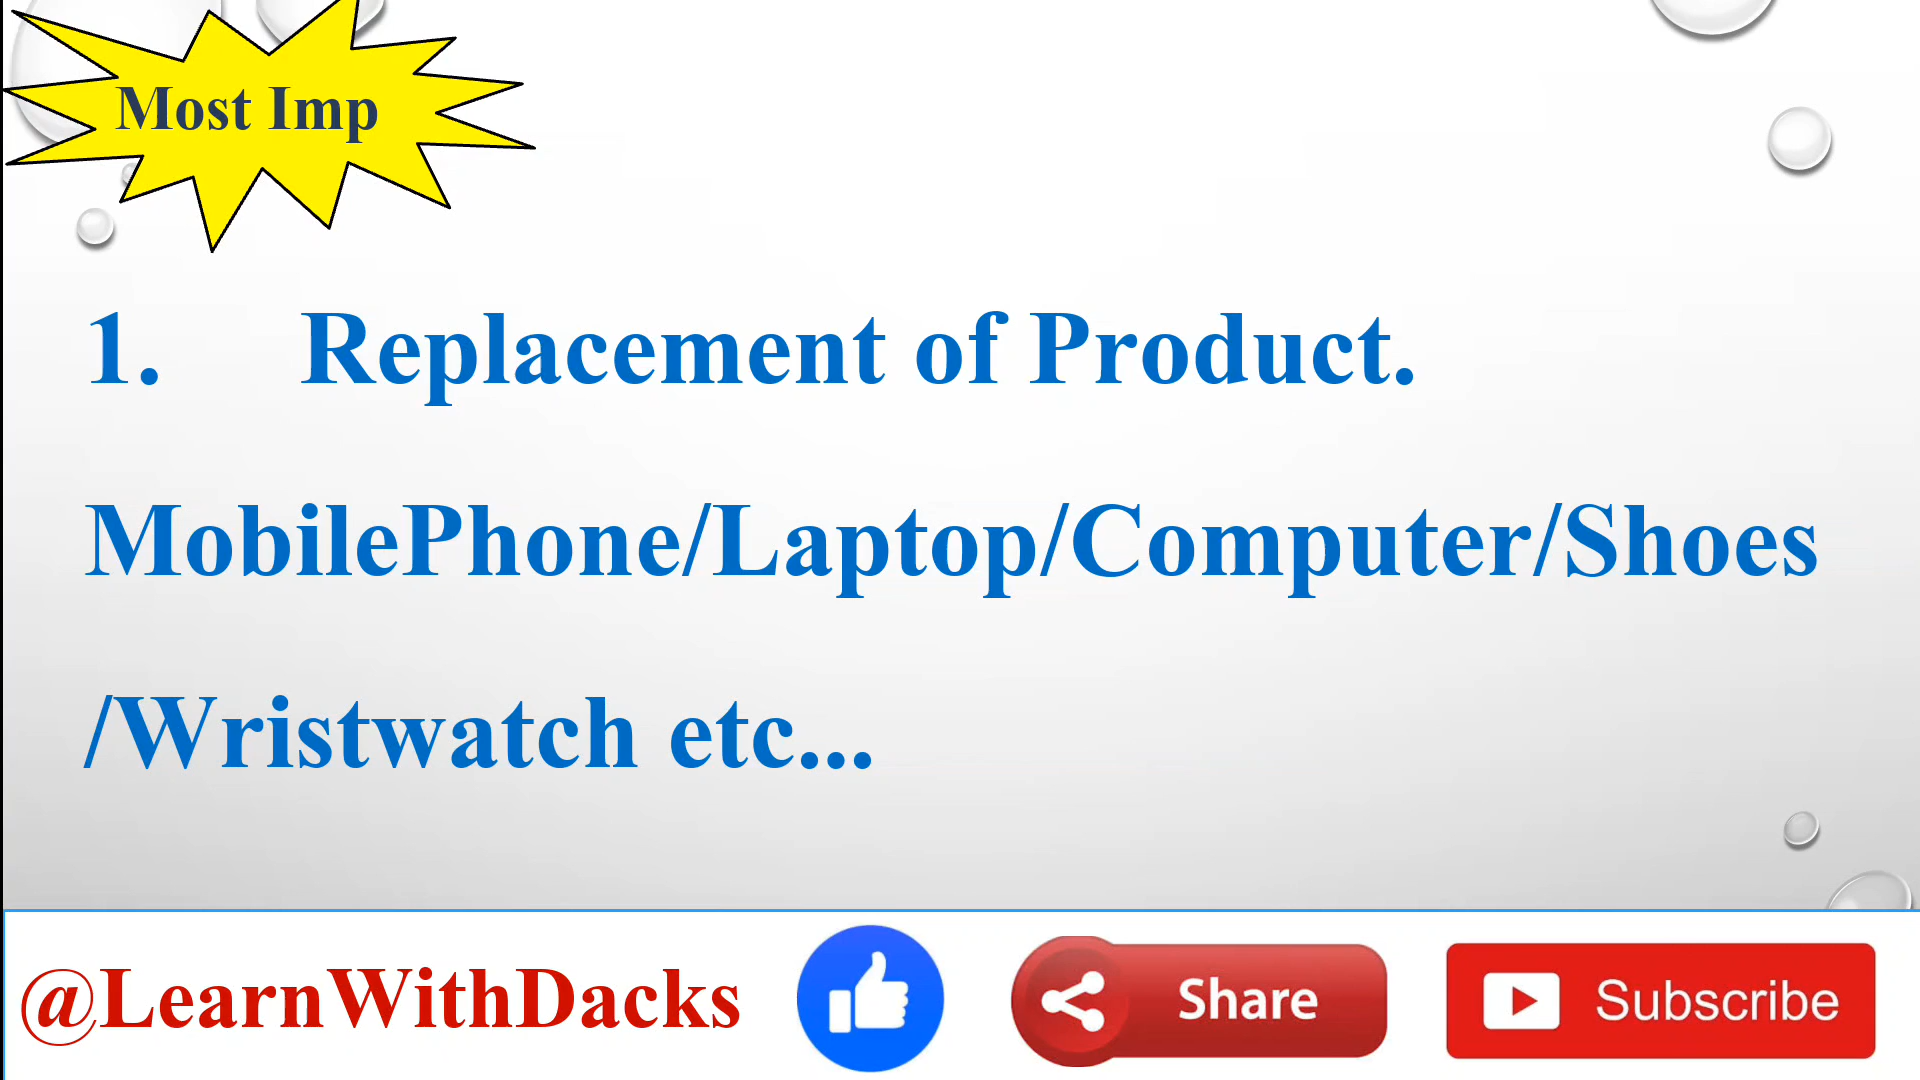 Most Imp
1. Replacement of Product.
MobilePhone/Laptop/Computer/Shoes
/Wristwatch etc...
@LearnWithDacks Share Subscribe